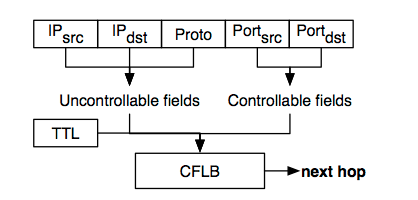 IPsrc IPdst Proto Portsrc Portdst
Uncontrollable fields Controllable fields
TTL
CFLB next hop